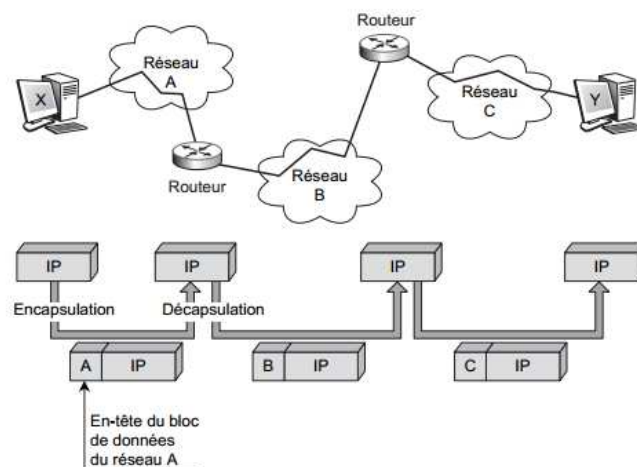 Routeur
Réseau
A
X
Réseau
C
Y
Routeur
Réseau
B
IP
IP
IP
IP
Encapsulation
Décapsulation
A
IP
B
IP
C
IP
En-tête du bloc
de données
du réseau A